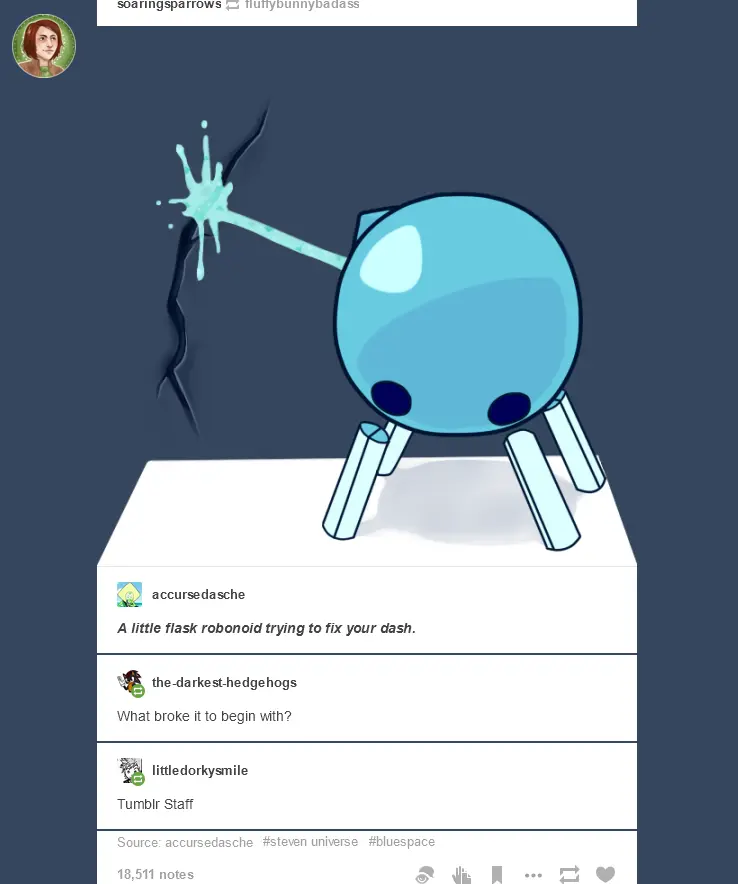 soaringsparrows fluffybunnybadass
accursedasche
A little flask robonoid trying to fix your dash.
the-darkest-hedgehogs
What broke it to begin with?
littledorkysmile
Tumblr Staff
Source: accursedasche #steven universe #bluespace
18,511 notes